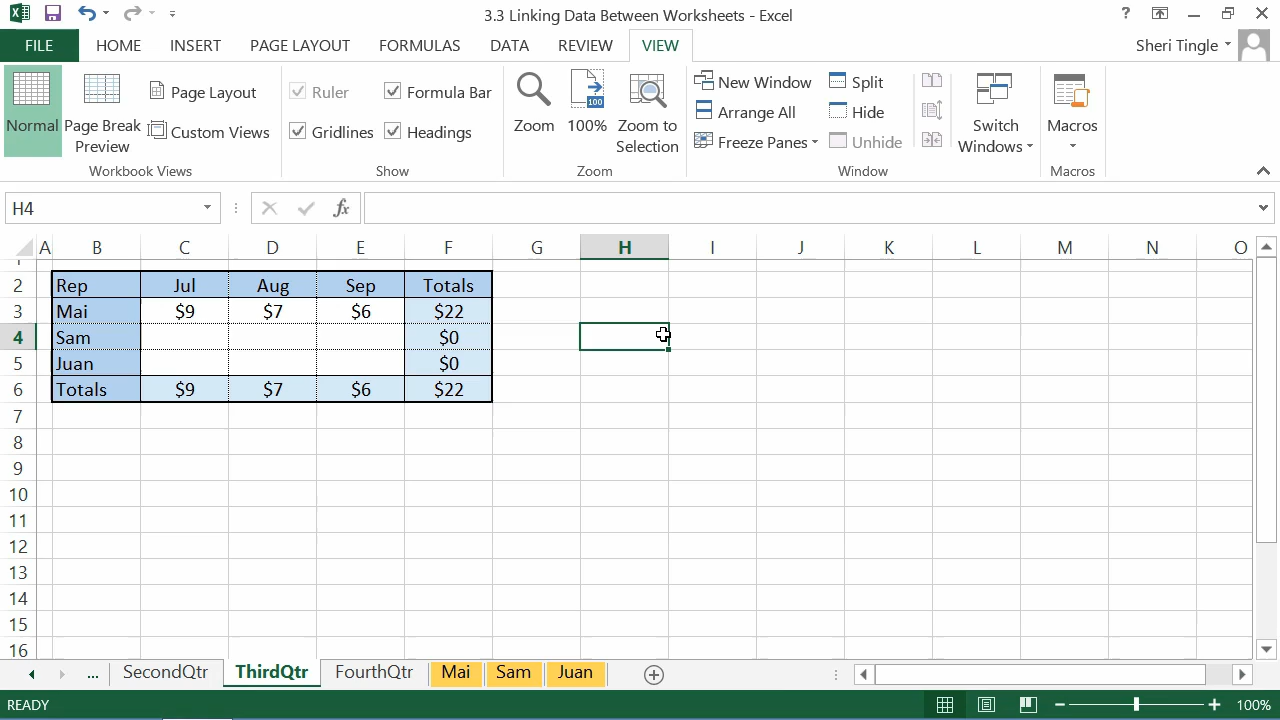 3.3 Linking Data Between Worksheets - Excel
FILE HOME INSERT PAGE LAYOUT FORMULAS DATA REVIEW VIEW Sheri Tingle
Normal
Page Break Preview
Page Layout
Custom Views
Workbook Views
Ruler
Formula Bar
Gridlines
Headings
Show
Zoom
100
100%
Zoom to Selection
Zoom
New Window
Arrange All
Freeze Panes
Split
Hide
Unhide
Switch Windows
Window
Macros
Macros
H4 fx
A B C D E F G H I J K L M N O
2 Rep Jul Aug Sep Totals
3 Mai $9 $7 $6 $22
4 Sam $0
5 Juan $0
6 Totals $9 $7 $6 $22
7
8
9
10
11
12
13
14
15
16
... SecondQtr ThirdQtr FourthQtr Mai Sam Juan
READY 100%